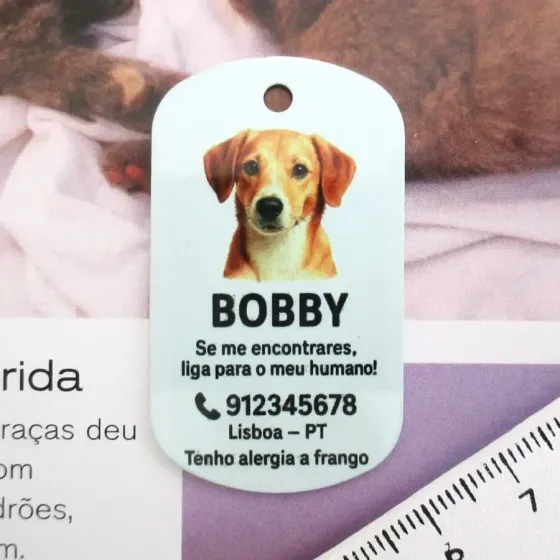 BOBBY
Se me encontrares,
liga para o meu humano!
912345678
Lisboa – PT
Tenho alergia a frango
rida
raças deu
om
drões,
m.
7